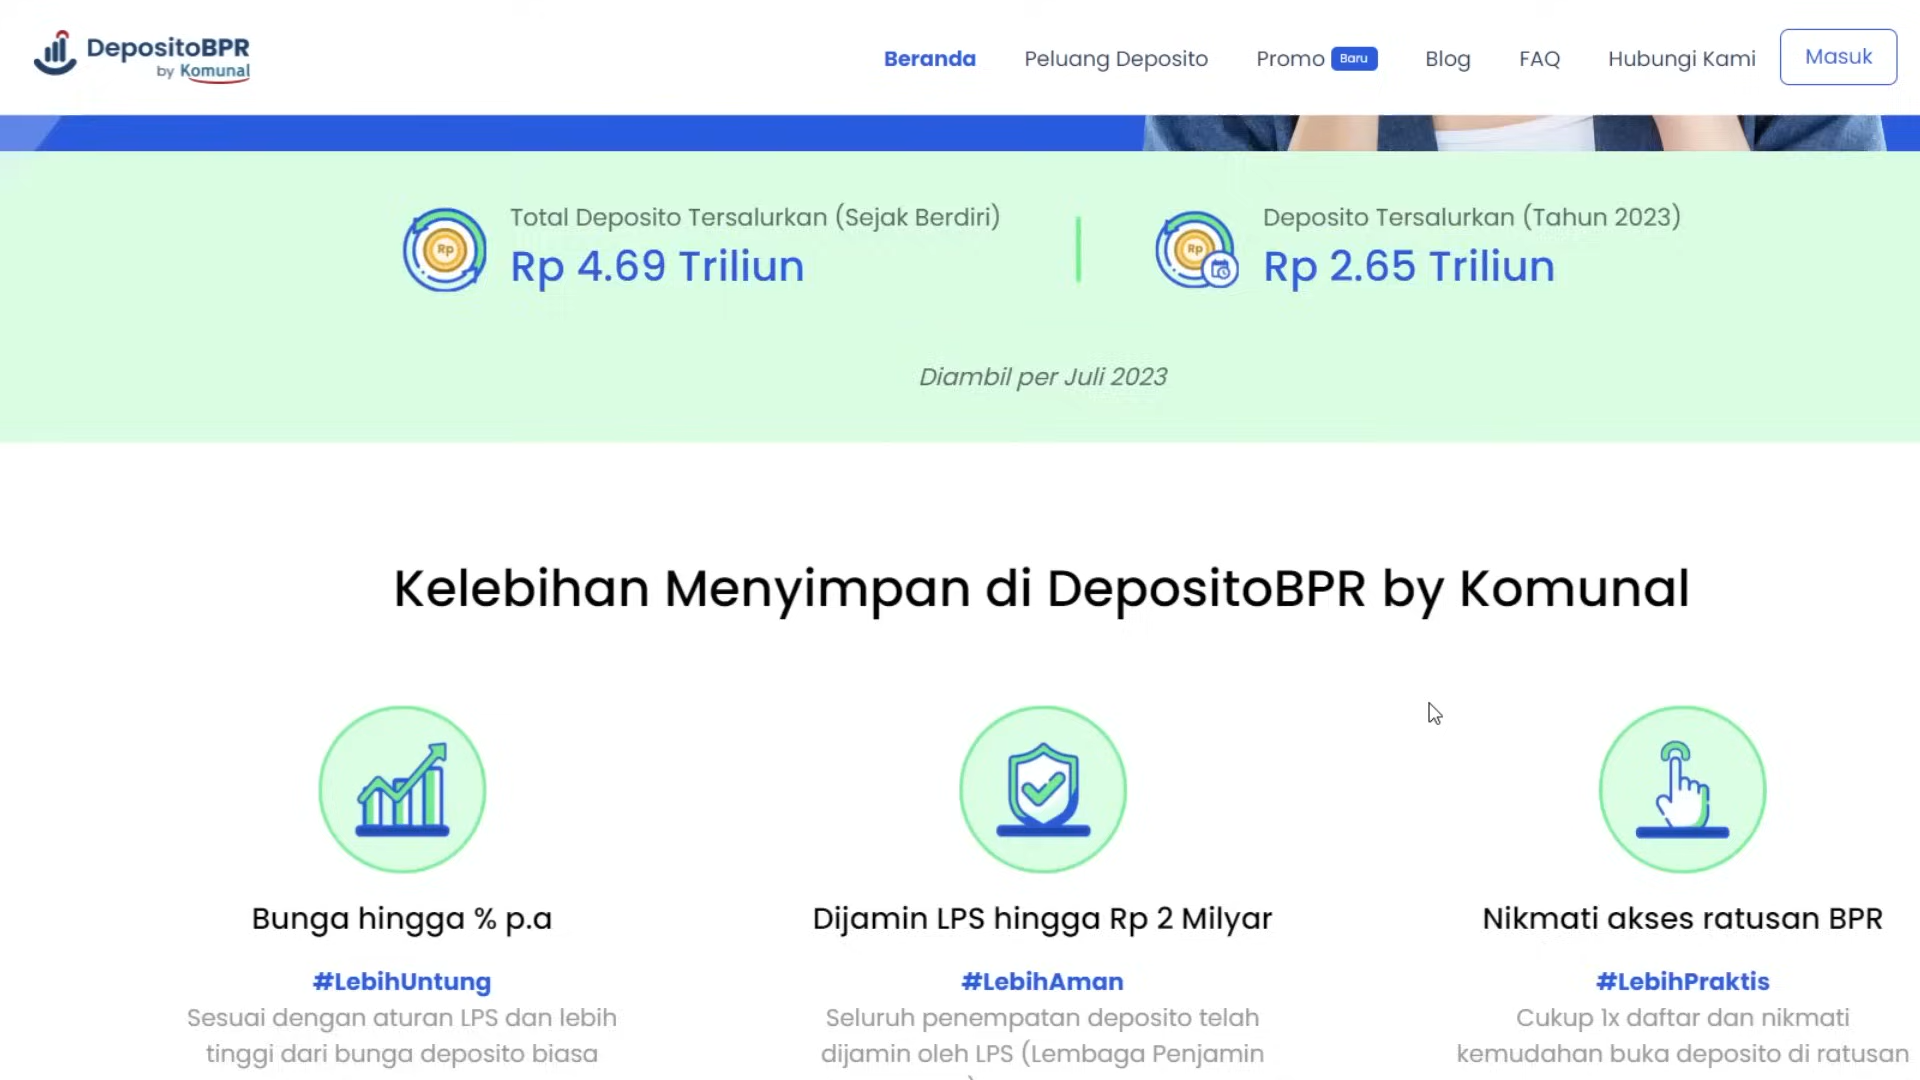 DepositoBPR
by Komunal
Beranda
Peluang Deposito
Promo Baru
Blog
FAQ
Hubungi Kami
Masuk
Total Deposito Tersalurkan (Sejak Berdiri)
Rp 4.69 Triliun
Deposito Tersalurkan (Tahun 2023)
Rp 2.65 Triliun
Diambil per Juli 2023
Kelebihan Menyimpan di DepositoBPR by Komunal
Bunga hingga % p.a
#LebihUntung
Sesuai dengan aturan LPS dan lebih
tinggi dari bunga deposito biasa
Dijamin LPS hingga Rp 2 Milyar
#LebihAman
Seluruh penempatan deposito telah
dijamin oleh LPS (Lembaga Penjamin
Nikmati akses ratusan BPR
#LebihPraktis
Cukup 1x daftar dan nikmati
kemudahan buka deposito di ratusan